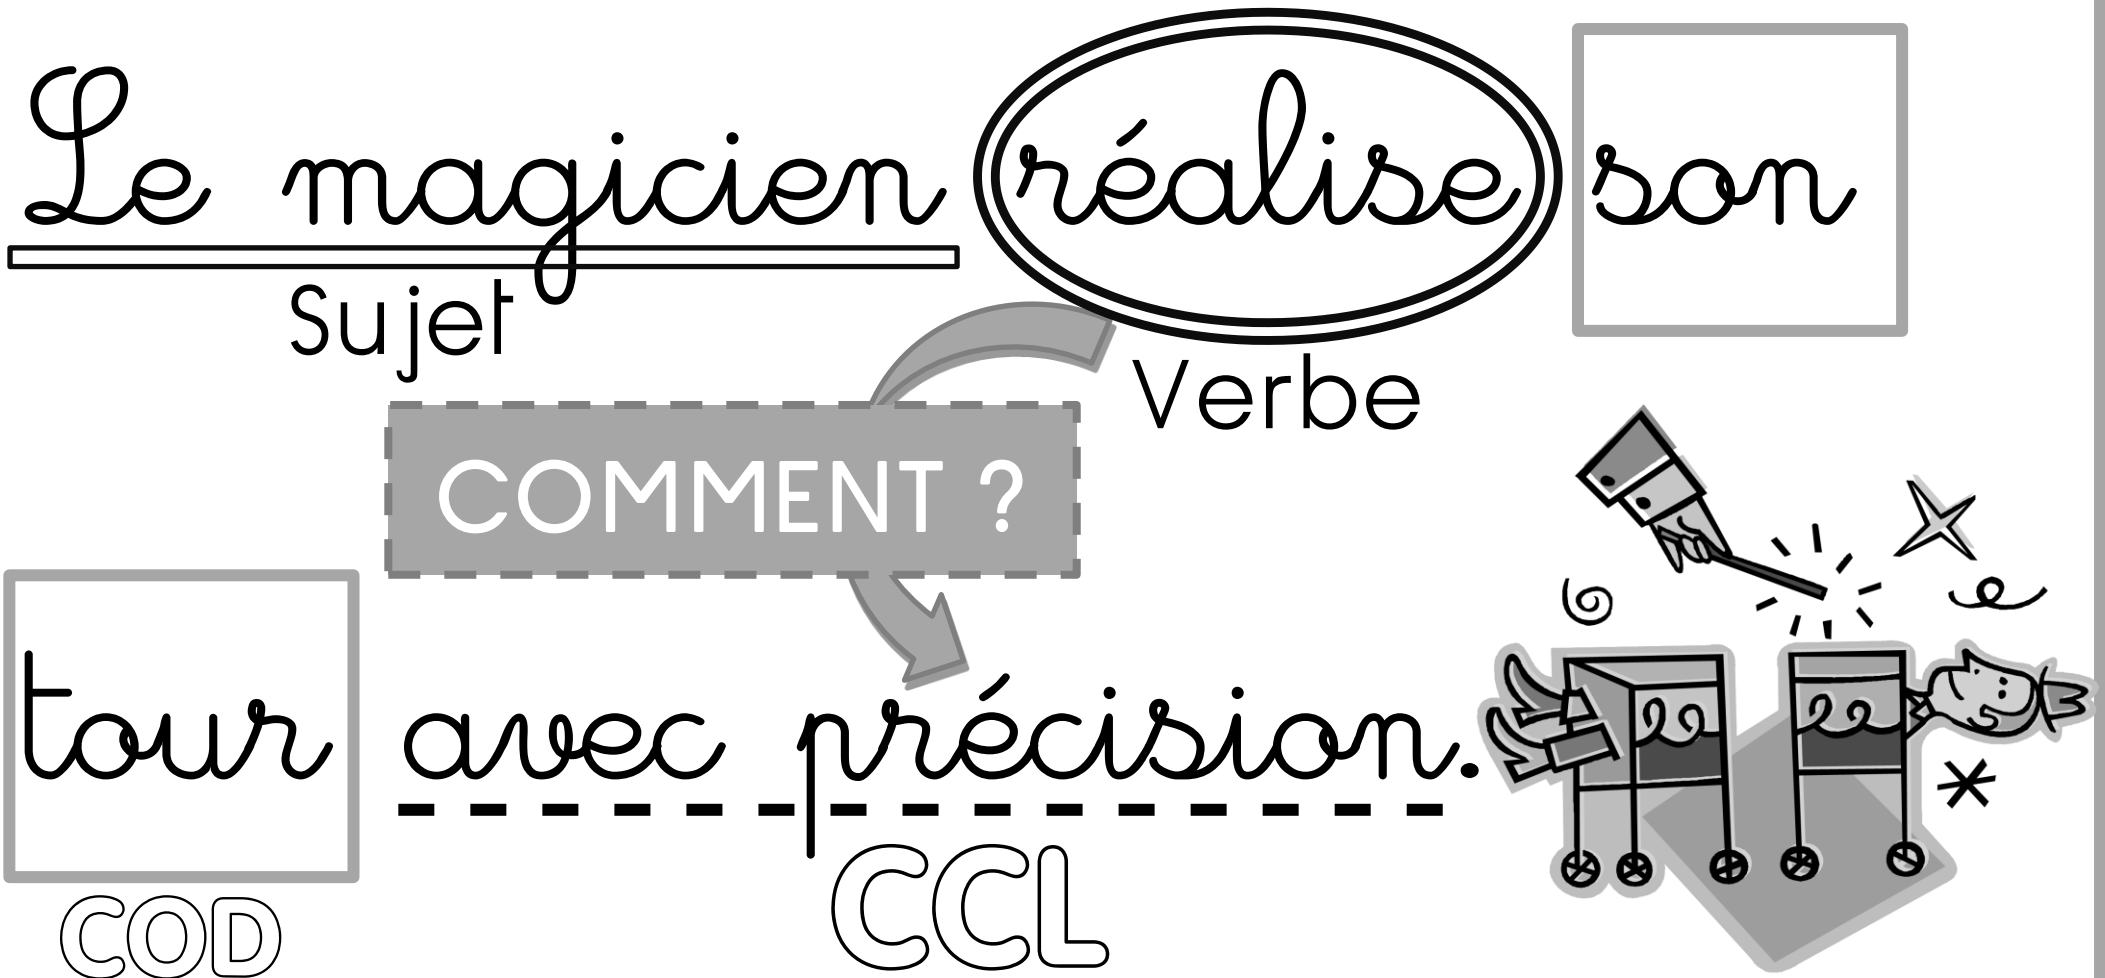 Le magicien réalise son
Sujet
Verbe
COMMENT ?
tour avec précision.
COD
CCL